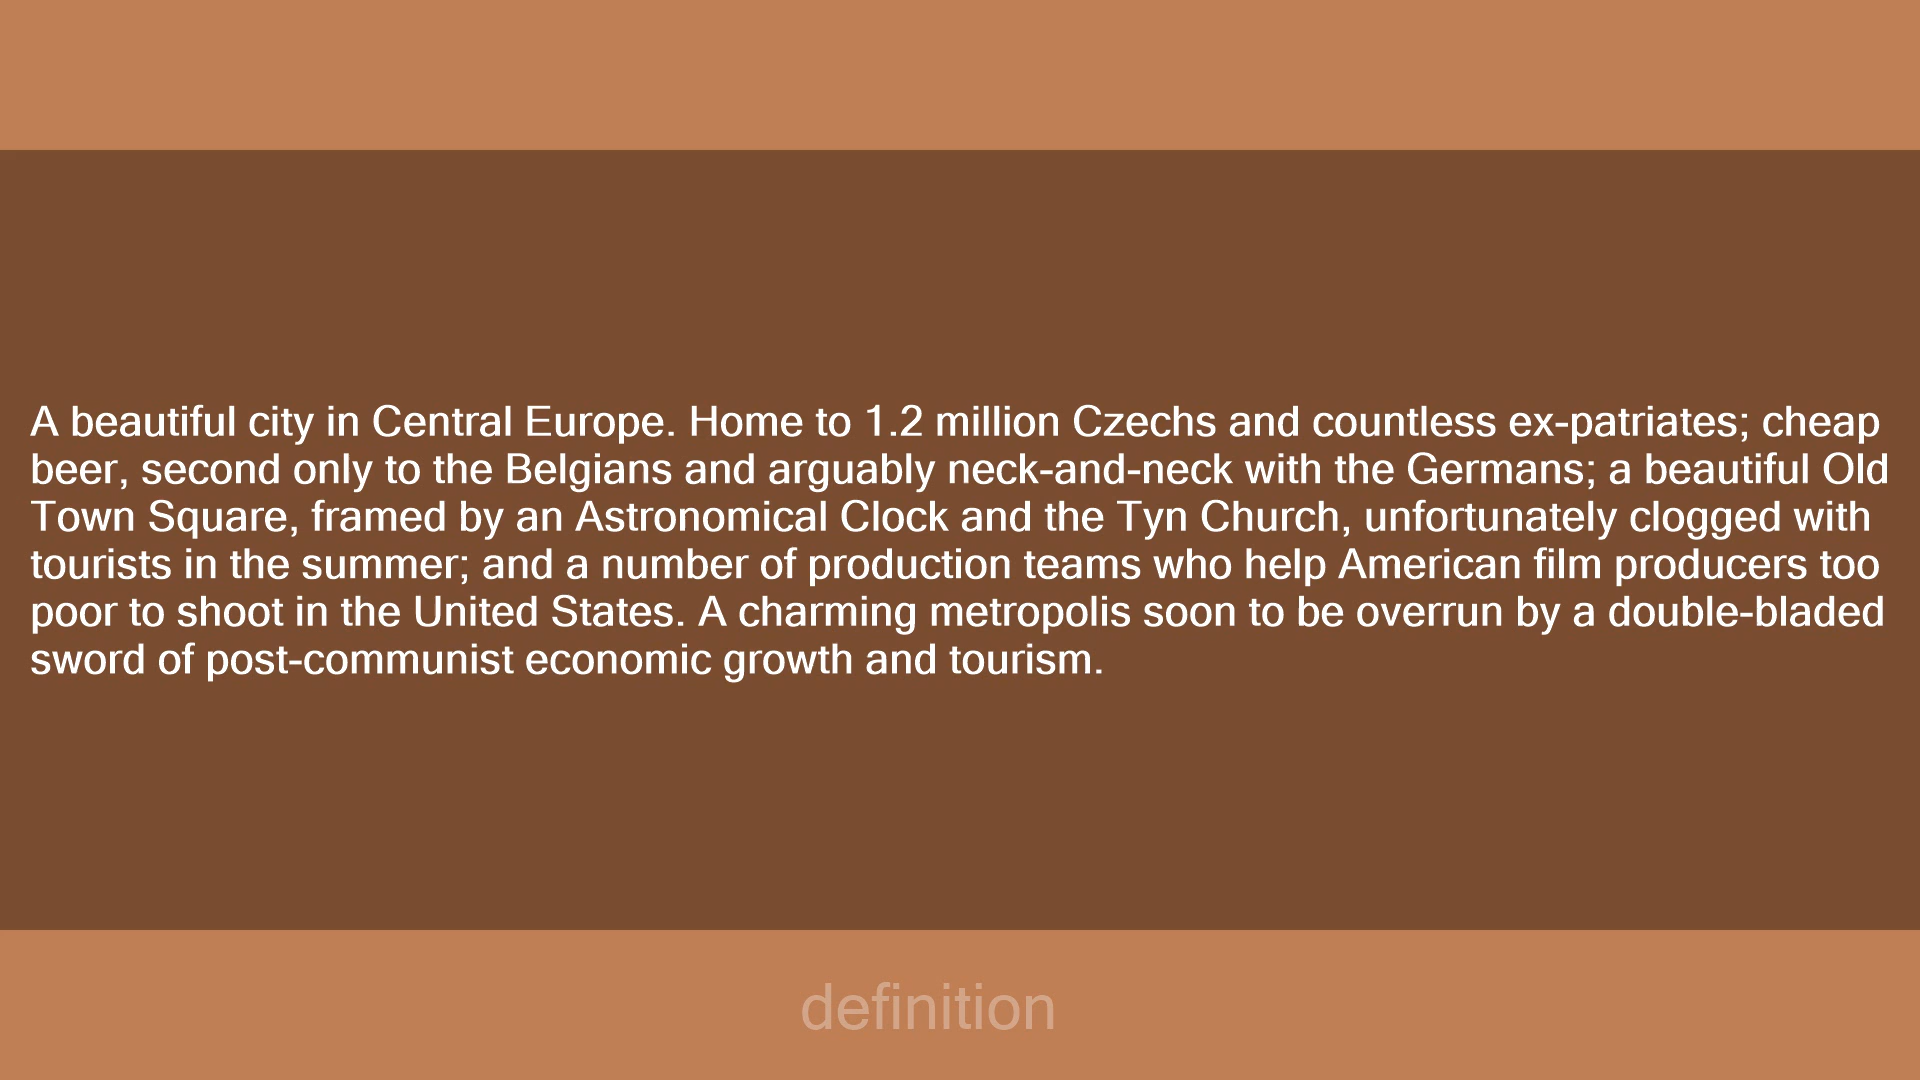 A beautiful city in Central Europe. Home to 1.2 million Czechs and countless ex-patriates; cheap
beer, second only to the Belgians and arguably neck-and-neck with the Germans; a beautiful Old
Town Square, framed by an Astronomical Clock and the Tyn Church, unfortunately clogged with
tourists in the summer; and a number of production teams who help American film producers too
poor to shoot in the United States. A charming metropolis soon to be overrun by a double-bladed
sword of post-communist economic growth and tourism.
definition